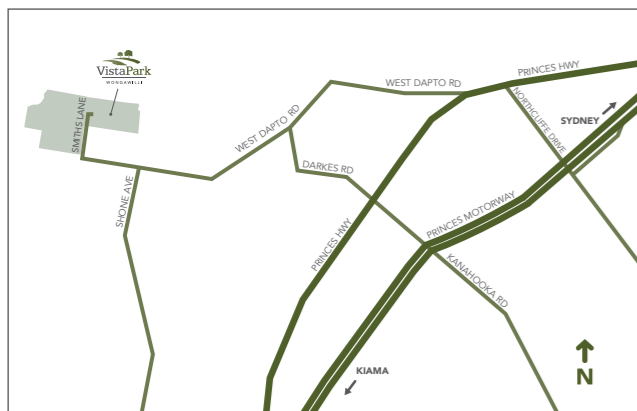 VistaPark
WONGAWILLI
SMITHS LANE
SHONE AVE
WEST DAPTO RD
WEST DAPTO RD
DARKES RD
PRINCES HWY
PRINCES HWY
NORTHCLIFFE DRIVE
SYDNEY
PRINCES MOTORWAY
KANAHOOKA RD
KIAMA
N